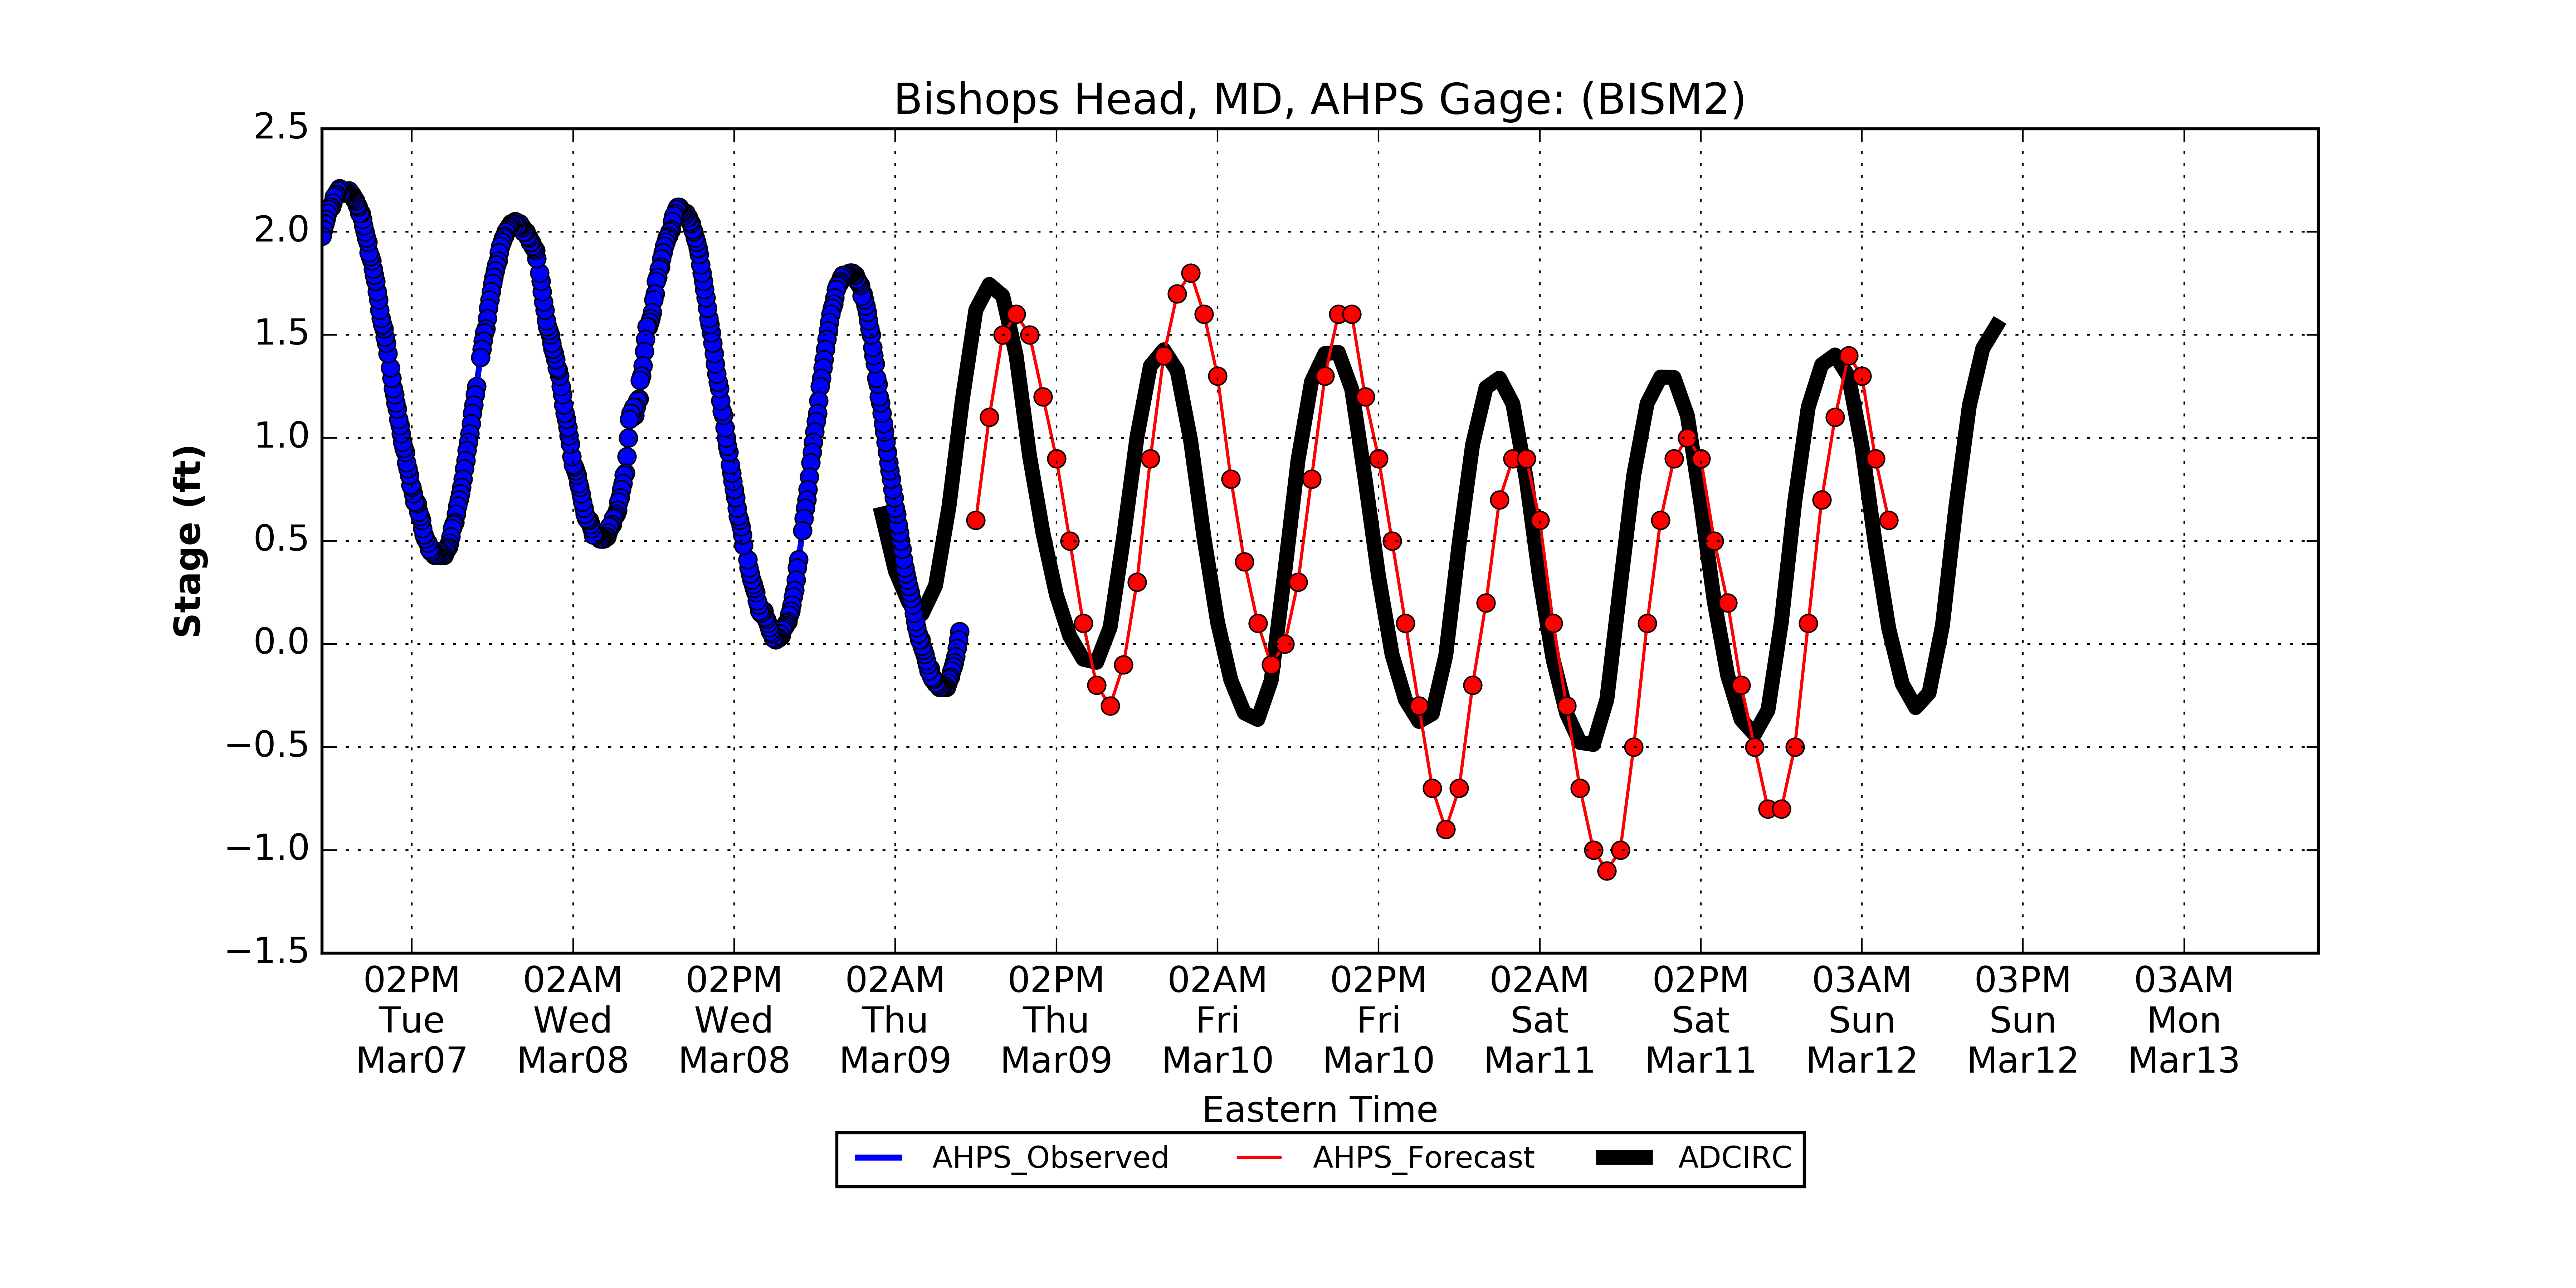 Bishops Head, MD, AHPS Gage: (BISM2)
2.5
2.0
1.5
1.0
0.5
0.0
−0.5
−1.0
−1.5
Stage (ft)
02PM 02AM 02PM 02AM 02PM 02AM 02PM 02AM 02PM 03AM 03PM 03AM
Tue Wed Wed Thu Thu Fri Fri Sat Sat Sun Sun Mon
Mar07 Mar08 Mar08 Mar09 Mar09 Mar10 Mar10 Mar11 Mar11 Mar12 Mar12 Mar13
Eastern Time
AHPS_Observed AHPS_Forecast ADCIRC